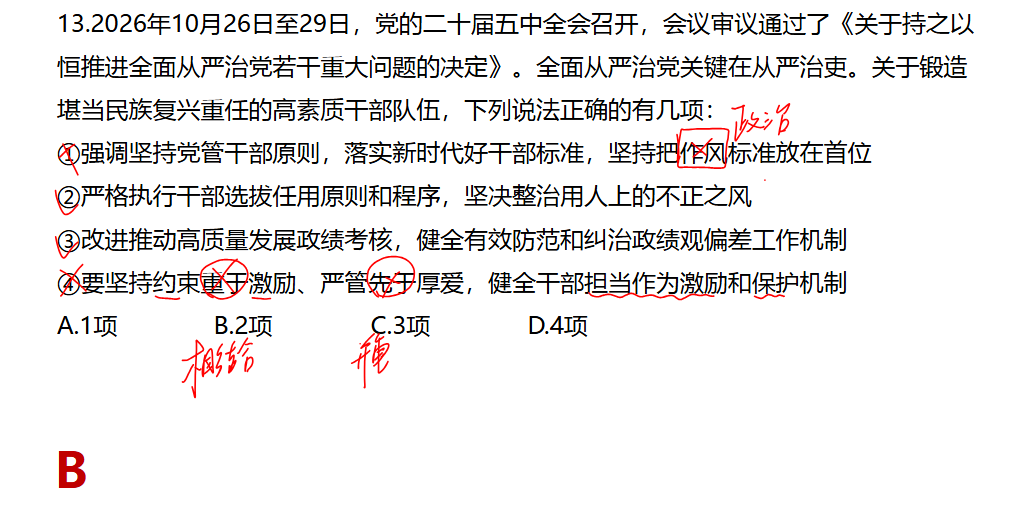 13.2026年10月26日至29日，党的二十届五中全会召开，会议审议通过了《关于持之以
恒推进全面从严治党若干重大问题的决定》。全面从严治党关键在从严治吏。关于锻造
堪当民族复兴重任的高素质干部队伍，下列说法正确的有几项：
政治
①强调坚持党管干部原则，落实新时代好干部标准，坚持把作风标准放在首位
②严格执行干部选拔任用原则和程序，坚决整治用人上的不正之风
③改进推动高质量发展政绩考核，健全有效防范和纠治政绩观偏差工作机制
④要坚持约束重于激励、严管先于厚爱，健全干部担当作为激励和保护机制
A.1项 B.2项 C.3项 D.4项
相结合 并重
B